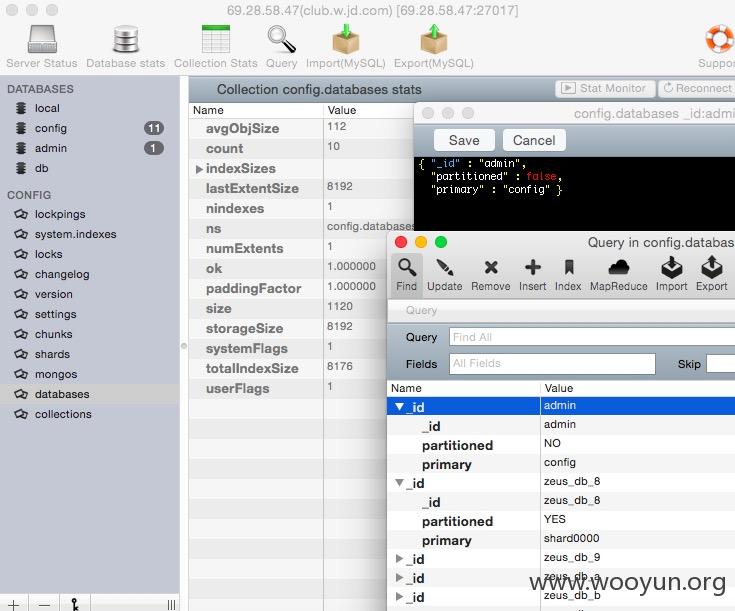 69.28.58.47(club.w.jd.com) [69.28.58.47:27017]
Server Status Database stats Collection Stats Query Import(MySQL) Export(MySQL)
DATABASES
local
config 11
admin 1
db
CONFIG
lockpings
system.indexes
locks
changelog
version
settings
chunks
shards
mongos
databases
collections
Collection config.databases stats
Stat Monitor
Reconnect
Name Value
avgObjSize 112
count 10
indexSizes
lastExtentSize 8192
nindexes 1
ns config.databases
numExtents 1
ok 1.000000
paddingFactor 1.000000
size 1120
storageSize 8192
systemFlags 1
totalIndexSize 8176
userFlags 1
config.databases _id:admi
Save Cancel
{ "_id" : "admin",
"partitioned" : false,
"primary" : "config" }
Query in config.databas
Find Update Remove Insert Index MapReduce Import Export
Query
Query Find All
Fields All Fields Skip
Name Value
_id admin
_id admin
partitioned NO
primary config
_id zeus_db_8
_id zeus_db_8
partitioned YES
primary shard0000
_id zeus_db_9
_id zeus_db_a
_id zeus_db_b
www.wooyun.org